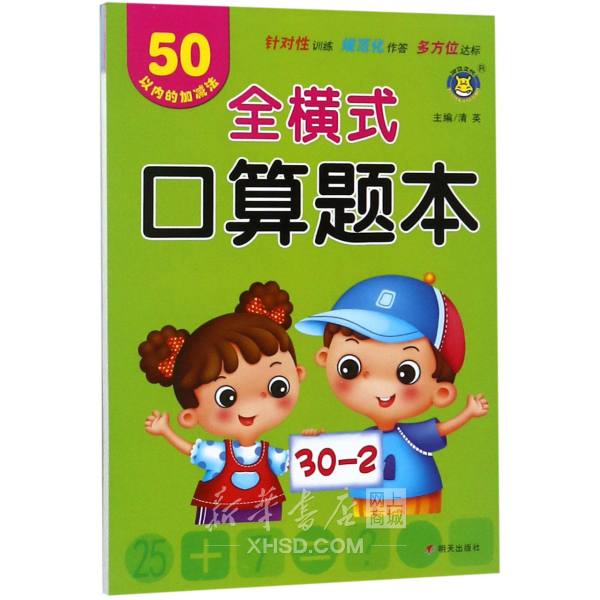 针对性训练 规范化作答 多方位达标
50
以内的加减法
R
主编/清 英
全横式
口算题本
30-2
新华书店
网上
商城
XHSD.COM
25 + 7 =
明天出版社